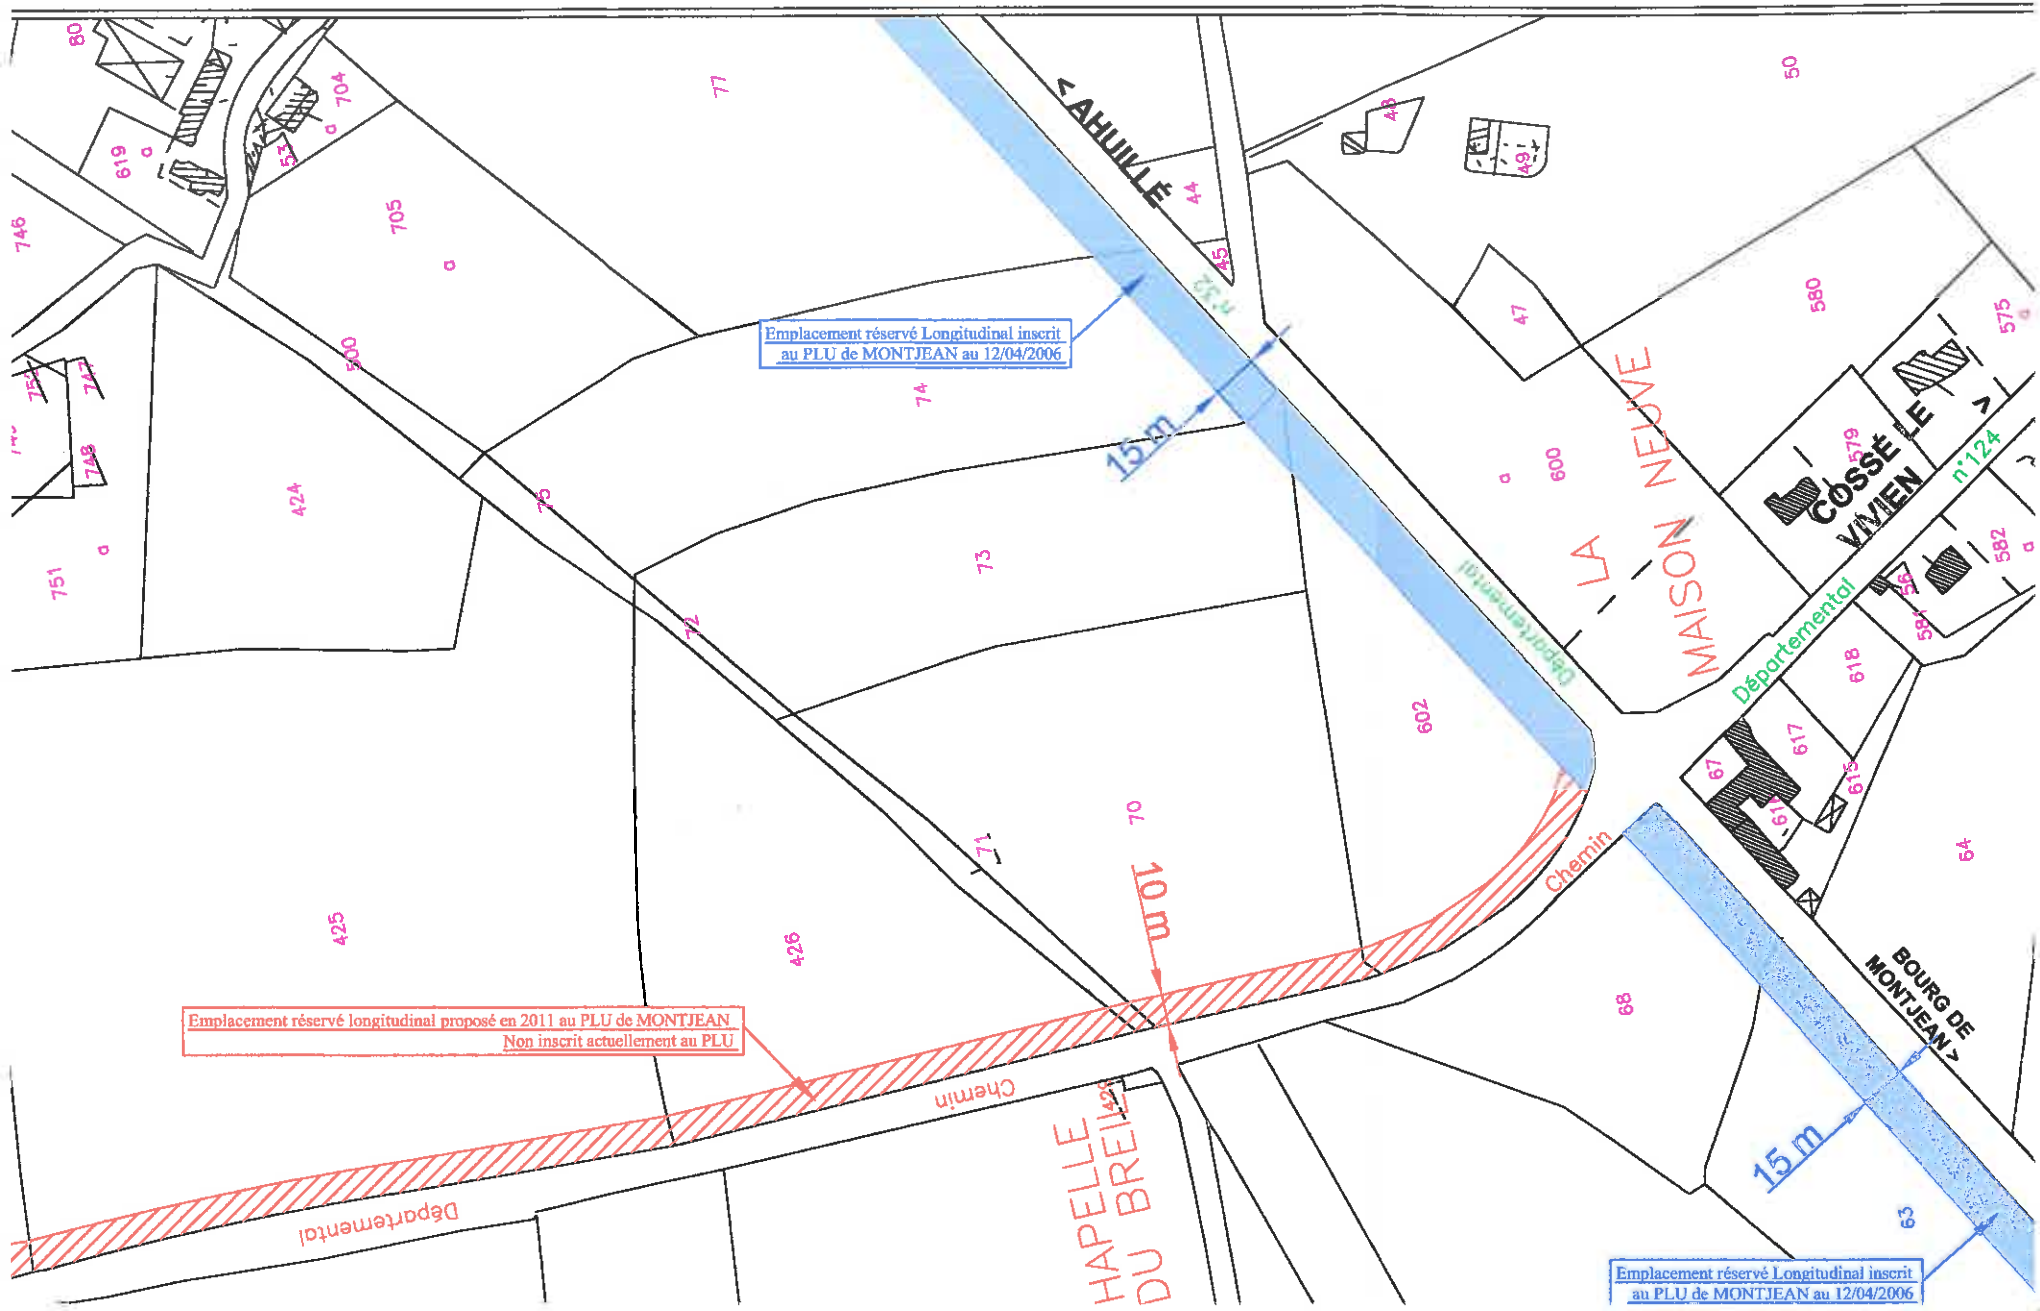 80
704
a
77
50
< AHUILLÉ
48
49
619
a
53
44
746
705
a
45
n°32
47
580
575
a
500
Emplacement réservé Longitudinal inscrit
au PLU de MONTJEAN au 12/04/2006
747
74
15 m
748
424
75
a
600
LA
MAISON NEUVE
579
COSSÉ LE
VIVIEN >
n°124
751
a
72
73
Départemental
Départemental
56
581
582
a
618
602
617
67
615
71
70
10 m
Chemin
64
425
426
68
BOURG DE
MONTJEAN >
Emplacement réservé longitudinal proposé en 2011 au PLU de MONTJEAN
Non inscrit actuellement au PLU
Chemin
429
HAPELLE
DU BREIL
15 m
Départemental
63
Emplacement réservé Longitudinal inscrit
au PLU de MONTJEAN au 12/04/2006